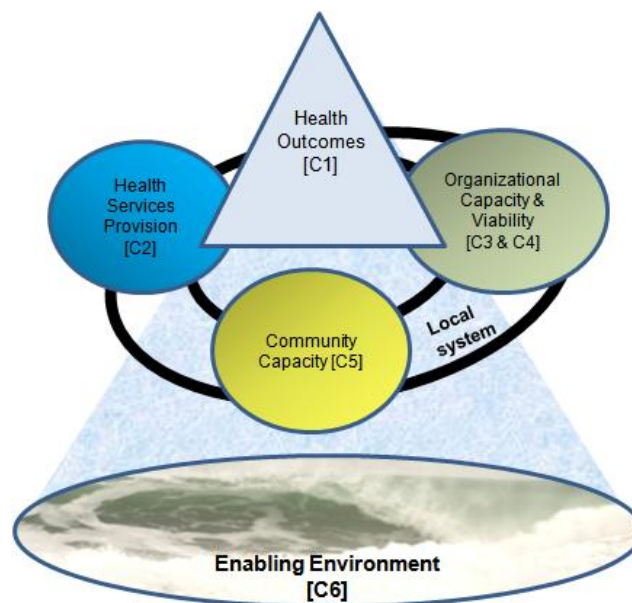 Health
Outcomes
[C1]
Health
Services
Provision
[C2]
Organizational
Capacity &
Viability
[C3 & C4]
Community
Capacity [C5]
Local
system
Enabling Environment
[C6]